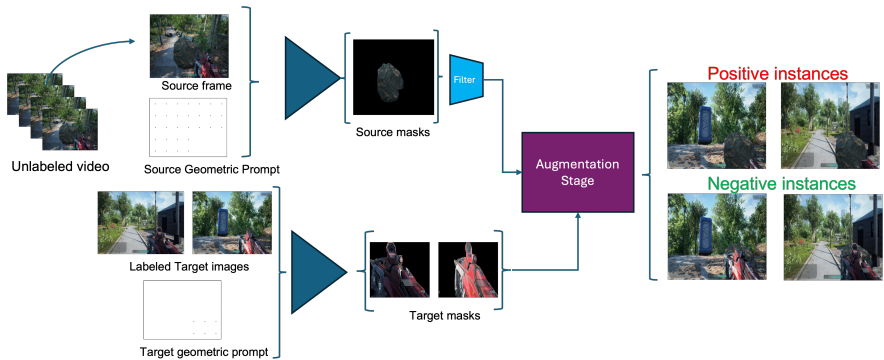 Source frame
Unlabeled video
Source Geometric Prompt
Source masks
Filter
Labeled Target images
Target geometric prompt
Target masks
Augmentation
Stage
Positive instances
Negative instances